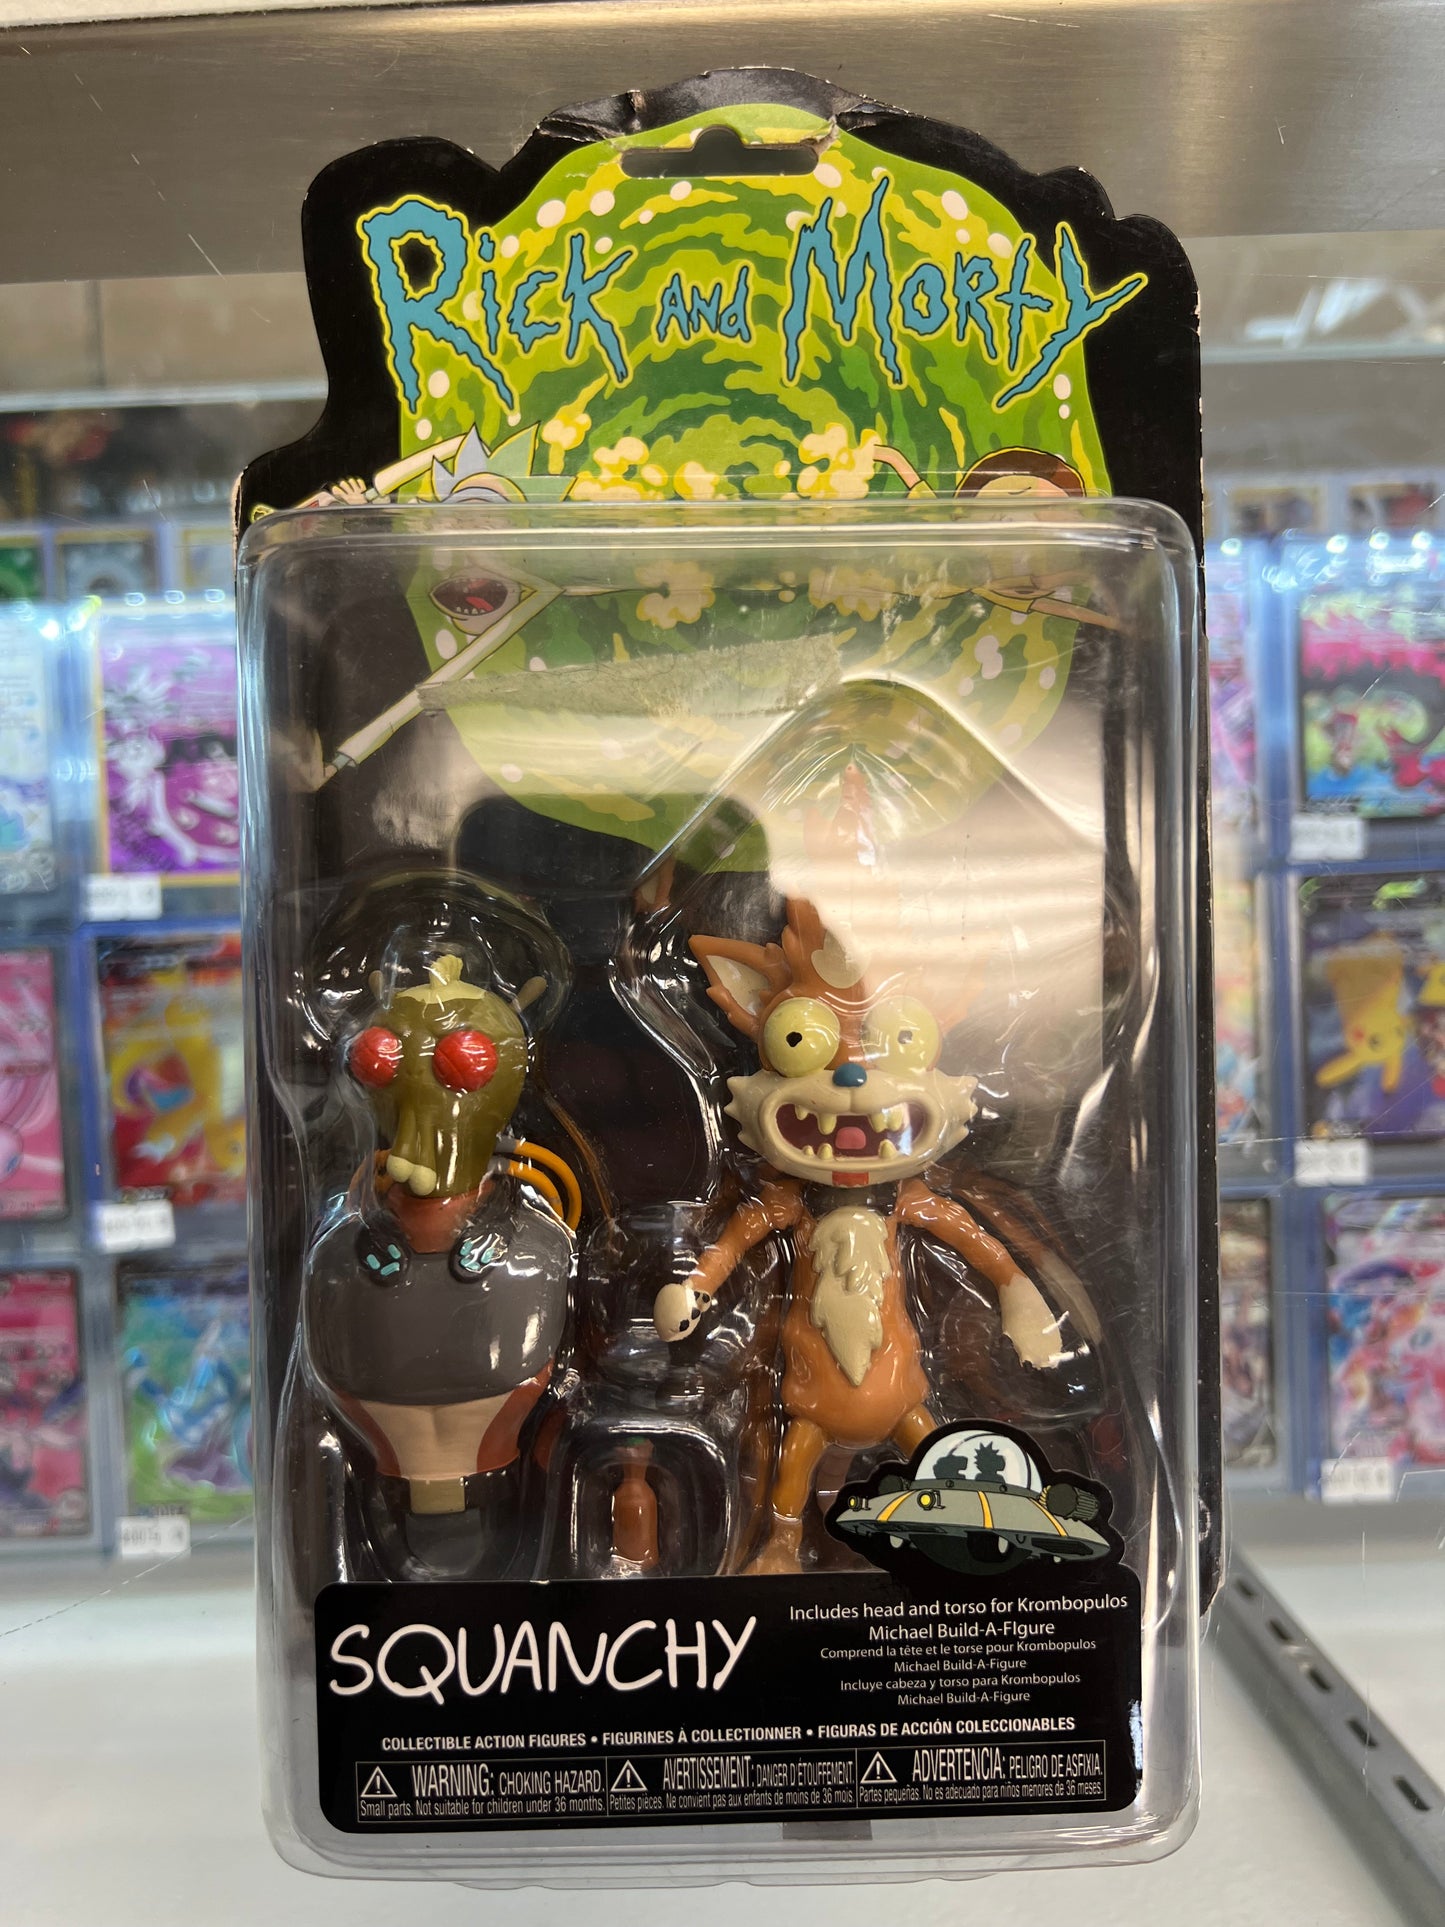 Rick and Morty
SQUANCHY
Includes head and torso for Krombopulos
Michael Build-A-FIgure
Comprend la tête et le torse pour Krombopulos
Michael Build-A-Figure
Incluye cabeza y torso para Krombopulos
Michael Build-A-Figure
COLLECTIBLE ACTION FIGURES • FIGURINES À COLLECTIONNER • FIGURAS DE ACCIÓN COLECCIONABLES
WARNING: CHOKING HAZARD.
Small parts. Not suitable for children under 36 months.
AVERTISSEMENT: DANGER D'ÉTOUFFEMENT
Petites pièces. Ne convient pas aux enfants de moins de 36 mois.
ADVERTENCIA: PELIGRO DE ASFIXIA.
Partes pequeñas. No es adecuado para niños menores de 36 meses.